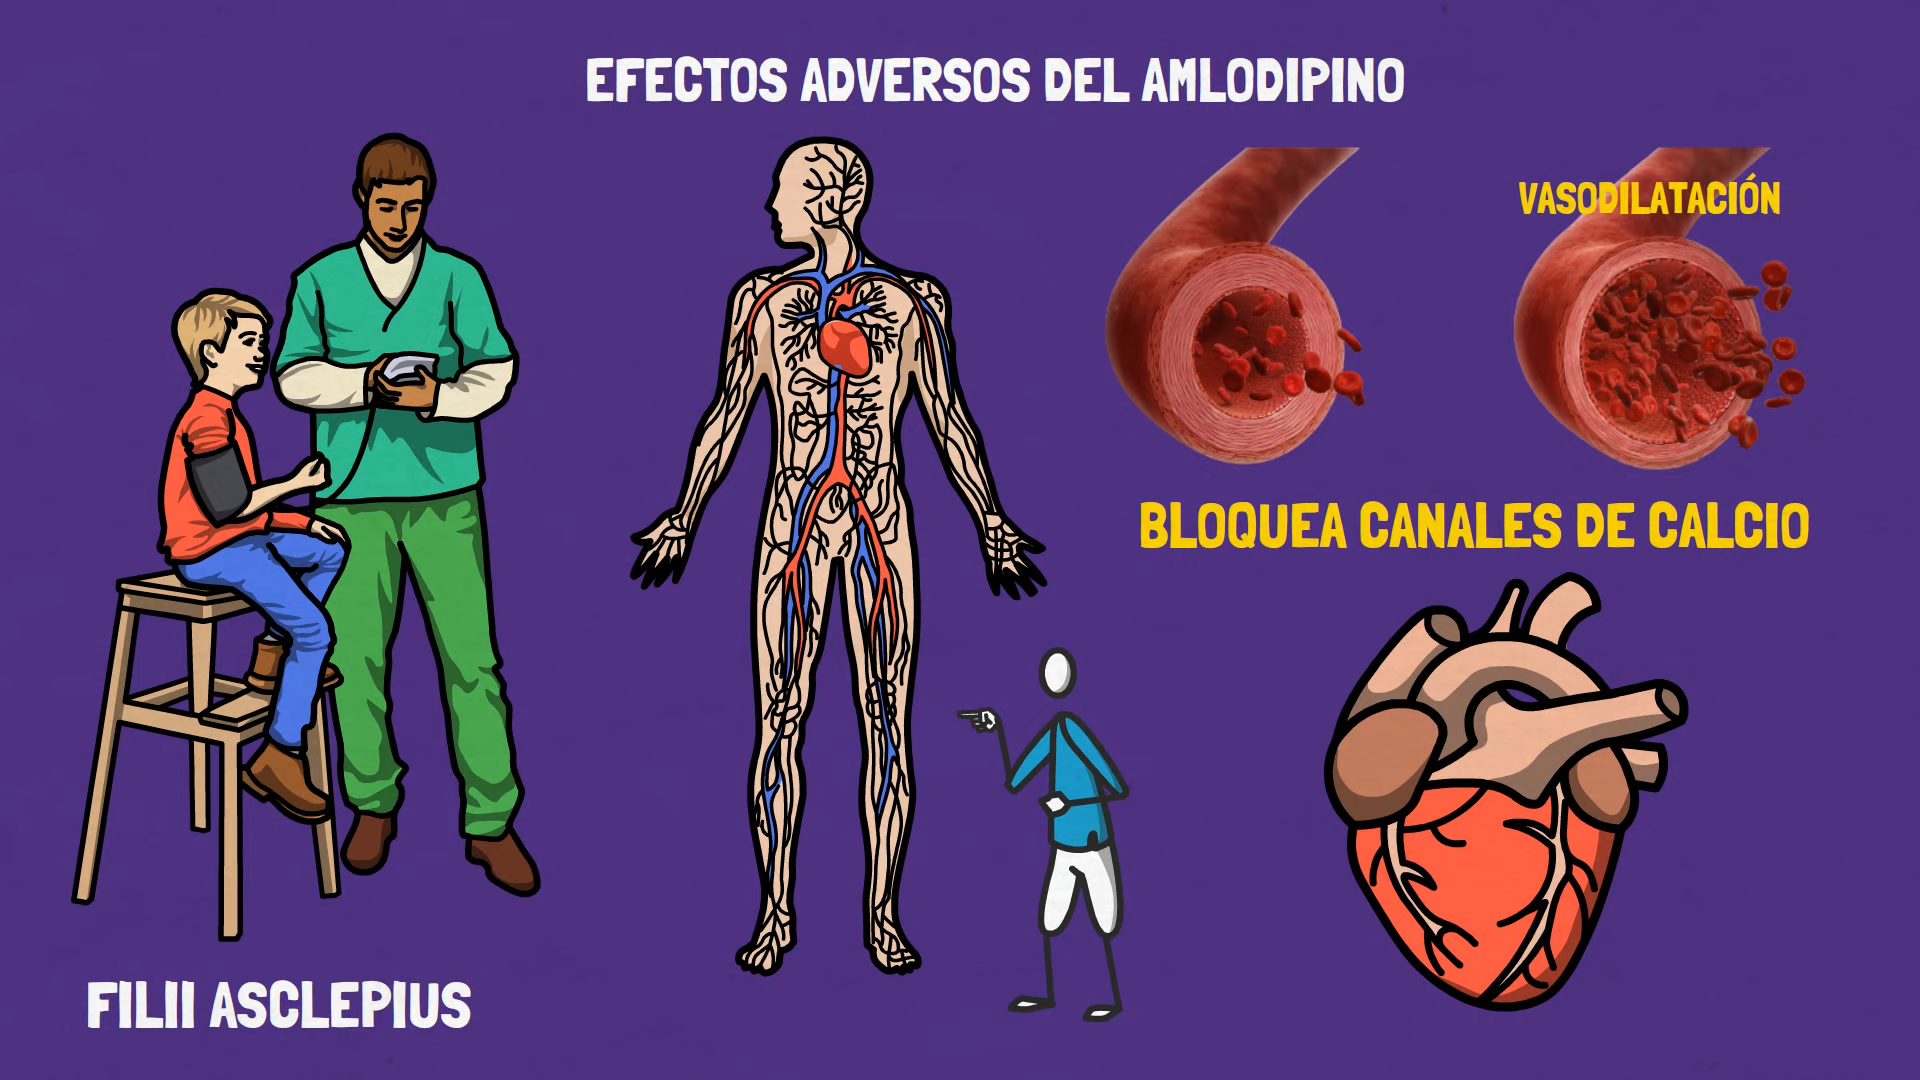 EFECTOS ADVERSOS DEL AMLODIPINO
VASODILATACIÓN
BLOQUEA CANALES DE CALCIO
FILII ASCLEPIUS